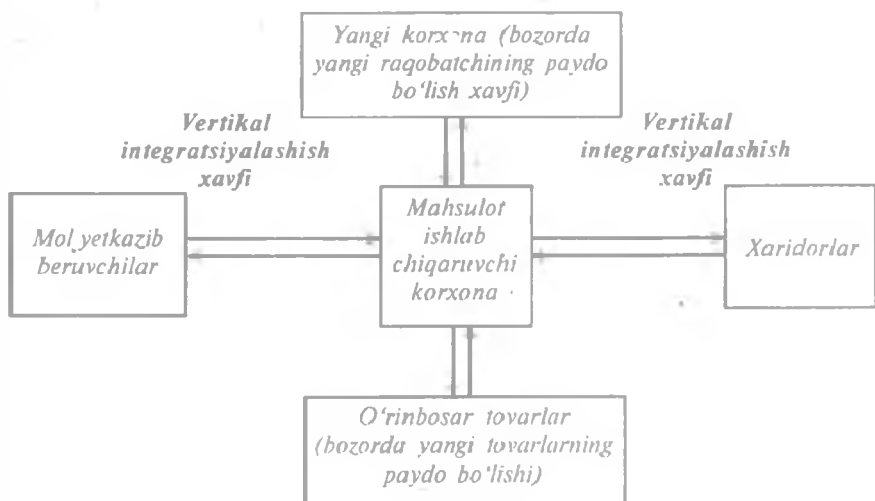 Yangi korxona (bozorda
yangi raqobatchining paydo
bo‘lish xavfi)
Vertikal
integratsiyalashish
xavfi
Vertikal
integratsiyalashish
xavfi
Mol yetkazib
beruvchilar
Mahsulot
ishlab
chiqaruvchi
korxona
Xaridorlar
O‘rinbosar tovarlar
(bozorda yangi tovarlarning
paydo bo‘lishi)